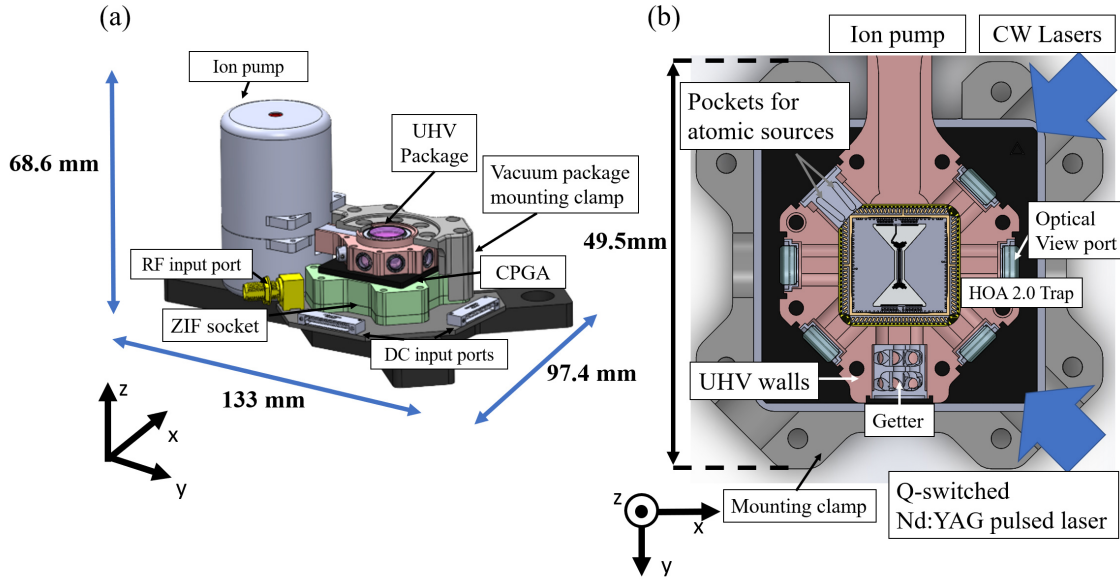 (a)
Ion pump
UHV
Package
Vacuum package
mounting clamp
68.6 mm
RF input port
CPGA
ZIF socket
DC input ports
133 mm
97.4 mm
z
x
y
(b)
Ion pump
CW Lasers
Pockets for
atomic sources
49.5mm
Optical
View port
HOA 2.0 Trap
UHV walls
Getter
Q-switched
Nd:YAG pulsed laser
Mounting clamp
z
x
y